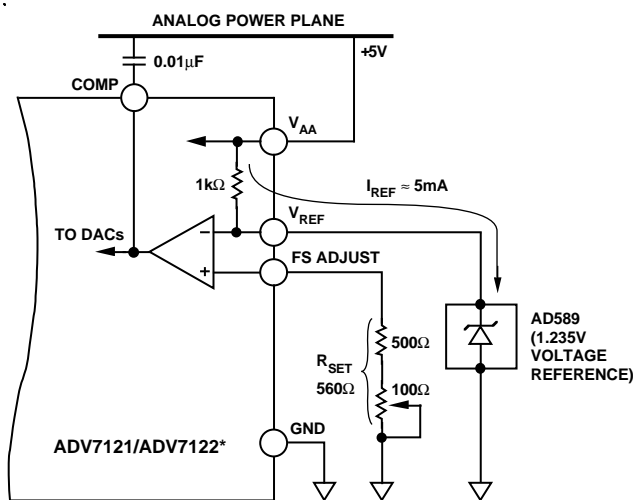 ANALOG POWER PLANE
0.01µF
+5V
COMP
V_AA
1kΩ
I_REF ≈ 5mA
V_REF
TO DACs
FS ADJUST
R_SET
560Ω
500Ω
100Ω
AD589
(1.235V
VOLTAGE
REFERENCE)
GND
ADV7121/ADV7122*